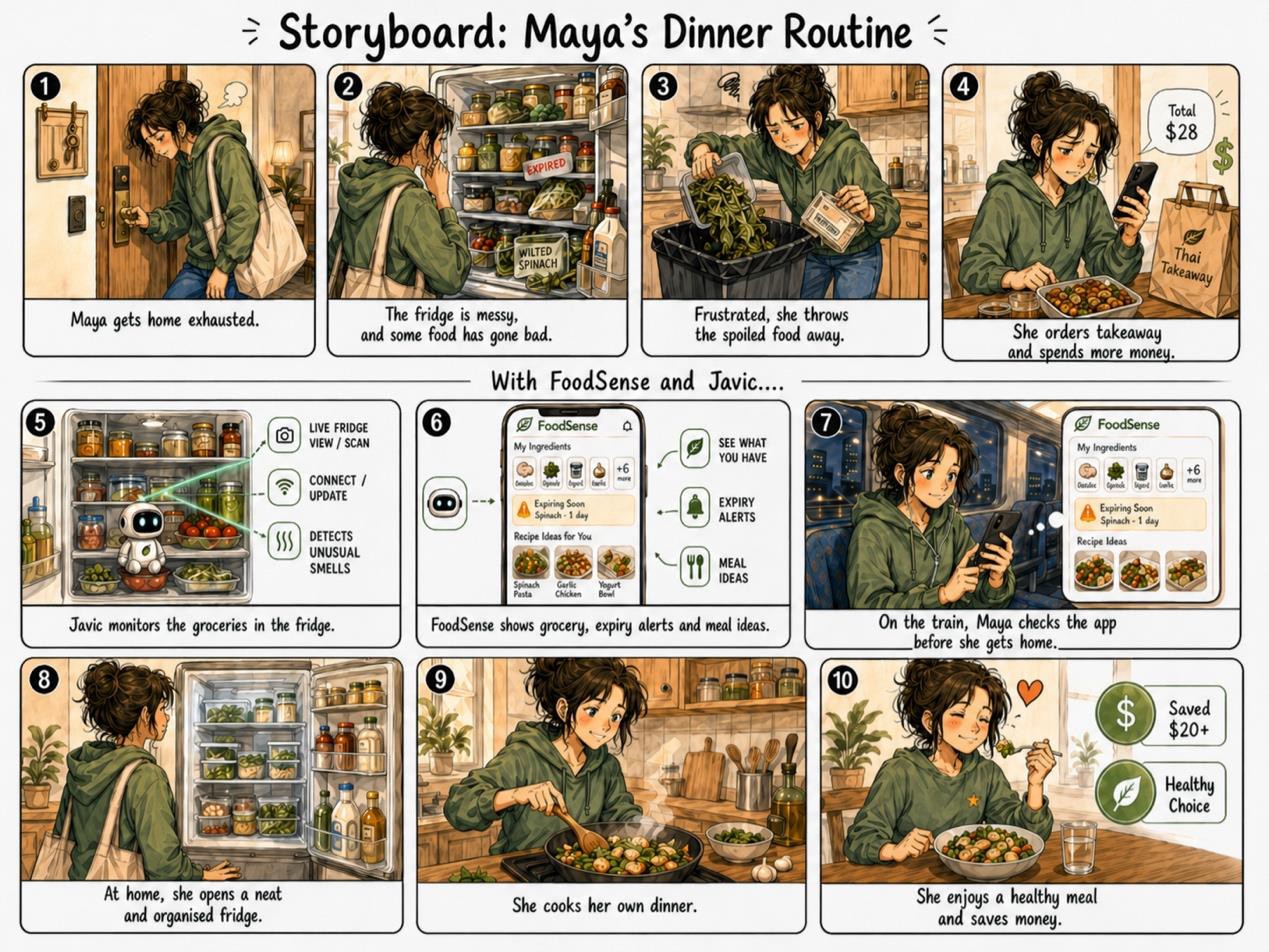 Storyboard: Maya's Dinner Routine
1
Maya gets home exhausted.
2
EXPIRED
WILTED
SPINACH
The fridge is messy,
and some food has gone bad.
3
Frustrated, she throws
the spoiled food away.
4
Total
$28
$
Thai
Takeaway
She orders takeaway
and spends more money.
With FoodSense and Javic....
5
LIVE FRIDGE
VIEW / SCAN
CONNECT /
UPDATE
DETECTS
UNUSUAL
SMELLS
Javic monitors the groceries in the fridge.
6
FoodSense
My Ingredients
+6
more
Expiring Soon
Spinach - 1 day
Recipe Ideas for You
Spinach
Pasta
Garlic
Chicken
Yogurt
Bowl
SEE WHAT
YOU HAVE
EXPIRY
ALERTS
MEAL
IDEAS
FoodSense shows grocery, expiry alerts and meal ideas.
7
FoodSense
My Ingredients
+6
more
Expiring Soon
Spinach - 1 day
Recipe Ideas
On the train, Maya checks the app
before she gets home.
8
At home, she opens a neat
and organised fridge.
9
She cooks her own dinner.
10
$
Saved
$20+
Healthy
Choice
She enjoys a healthy meal
and saves money.